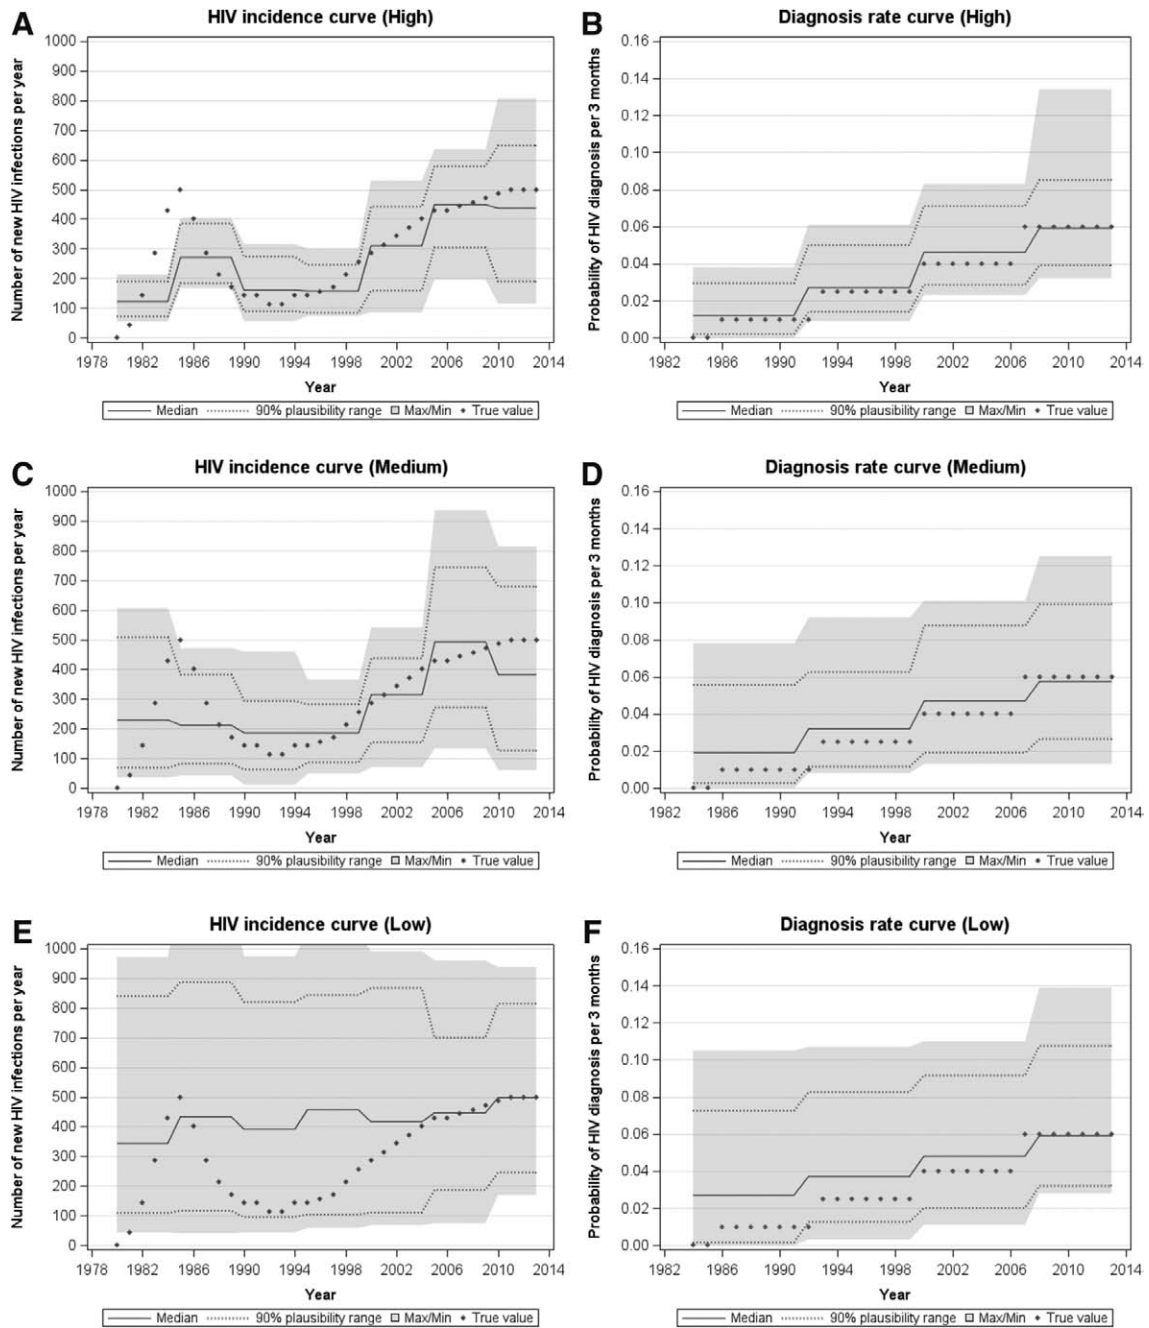 A
HIV incidence curve (High)
Number of new HIV infections per year
1000
900
800
700
600
500
400
300
200
100
0
1978 1982 1986 1990 1994 1998 2002 2006 2010 2014
Year
Median 90% plausibility range Max/Min True value
B
Diagnosis rate curve (High)
Probability of HIV diagnosis per 3 months
0.16
0.14
0.12
0.10
0.08
0.06
0.04
0.02
0.00
1982 1986 1990 1994 1998 2002 2006 2010 2014
Year
Median 90% plausibility range Max/Min True value
C
HIV incidence curve (Medium)
Number of new HIV infections per year
1000
900
800
700
600
500
400
300
200
100
0
1978 1982 1986 1990 1994 1998 2002 2006 2010 2014
Year
Median 90% plausibility range Max/Min True value
D
Diagnosis rate curve (Medium)
Probability of HIV diagnosis per 3 months
0.16
0.14
0.12
0.10
0.08
0.06
0.04
0.02
0.00
1982 1986 1990 1994 1998 2002 2006 2010 2014
Year
Median 90% plausibility range Max/Min True value
E
HIV incidence curve (Low)
Number of new HIV infections per year
1000
900
800
700
600
500
400
300
200
100
0
1978 1982 1986 1990 1994 1998 2002 2006 2010 2014
Year
Median 90% plausibility range Max/Min True value
F
Diagnosis rate curve (Low)
Probability of HIV diagnosis per 3 months
0.16
0.14
0.12
0.10
0.08
0.06
0.04
0.02
0.00
1982 1986 1990 1994 1998 2002 2006 2010 2014
Year
Median 90% plausibility range Max/Min True value